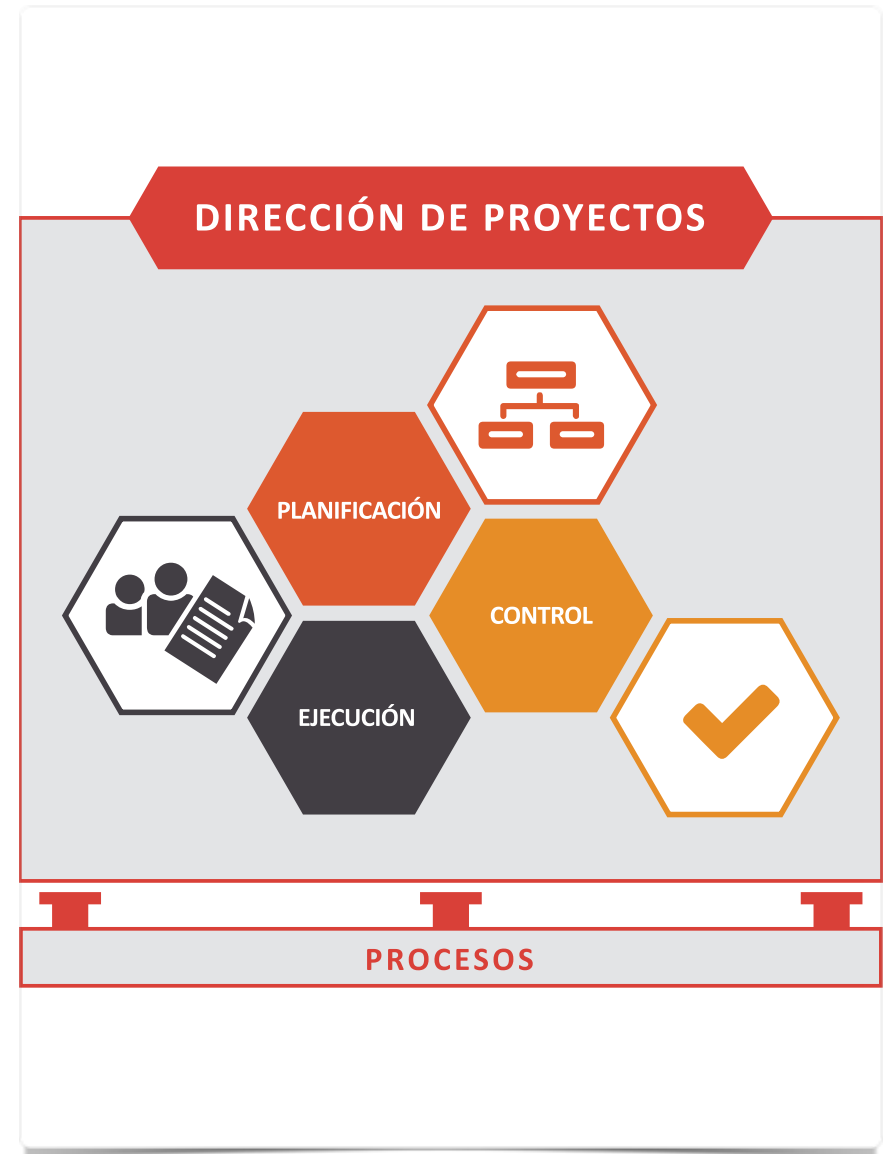 DIRECCIÓN DE PROYECTOS
PLANIFICACIÓN
CONTROL
EJECUCIÓN
PROCESOS